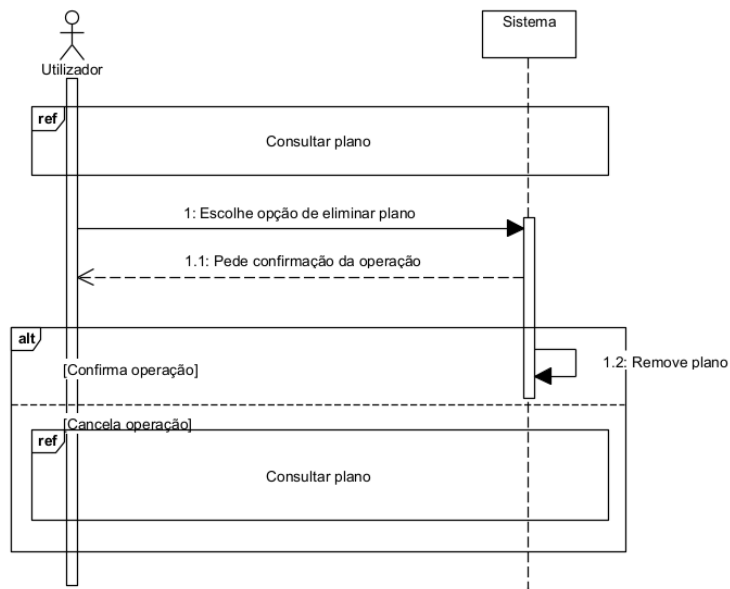 Sistema
Utilizador
ref
Consultar plano
1: Escolhe opção de eliminar plano
1.1: Pede confirmação da operação
alt
[Confirma operação]
1.2: Remove plano
[Cancela operação]
ref
Consultar plano